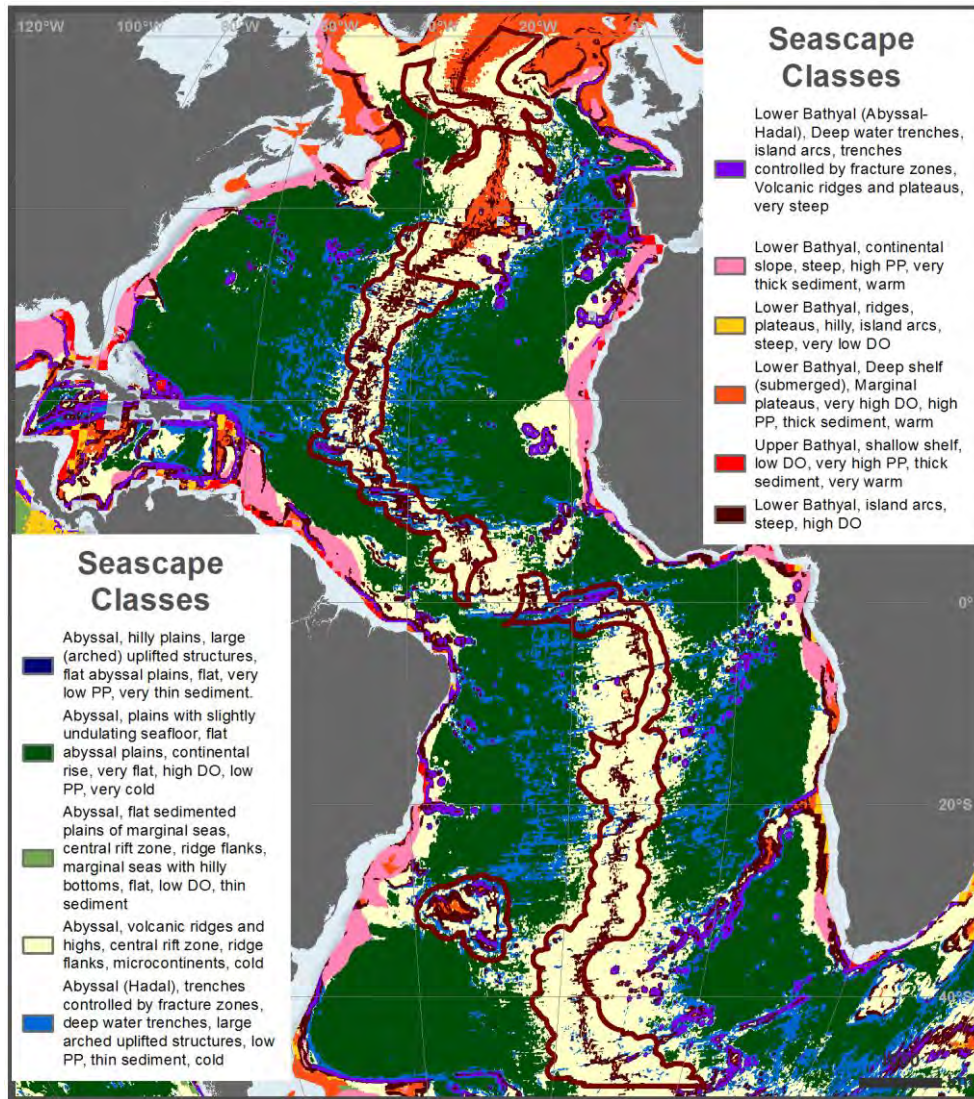 120°W
100°W
40°W
20°W
0°
20°S
40°S
Seascape
Classes
Lower Bathyal (Abyssal-
Hadal), Deep water trenches,
island arcs, trenches
controlled by fracture zones,
Volcanic ridges and plateaus,
very steep
Lower Bathyal, continental
slope, steep, high PP, very
thick sediment, warm
Lower Bathyal, ridges,
plateaus, hilly, island arcs,
steep, very low DO
Lower Bathyal, Deep shelf
(submerged), Marginal
plateaus, very high DO, high
PP, thick sediment, warm
Upper Bathyal, shallow shelf,
low DO, very high PP, thick
sediment, very warm
Lower Bathyal, island arcs,
steep, high DO
Seascape
Classes
Abyssal, hilly plains, large
(arched) uplifted structures,
flat abyssal plains, flat, very
low PP, very thin sediment.
Abyssal, plains with slightly
undulating seafloor, flat
abyssal plains, continental
rise, very flat, high DO, low
PP, very cold
Abyssal, flat sedimented
plains of marginal seas,
central rift zone, ridge flanks,
marginal seas with hilly
bottoms, flat, low DO, thin
sediment
Abyssal, volcanic ridges and
highs, central rift zone, ridge
flanks, microcontinents, cold
Abyssal (Hadal), trenches
controlled by fracture zones,
deep water trenches, large
arched uplifted structures, low
PP, thin sediment, cold